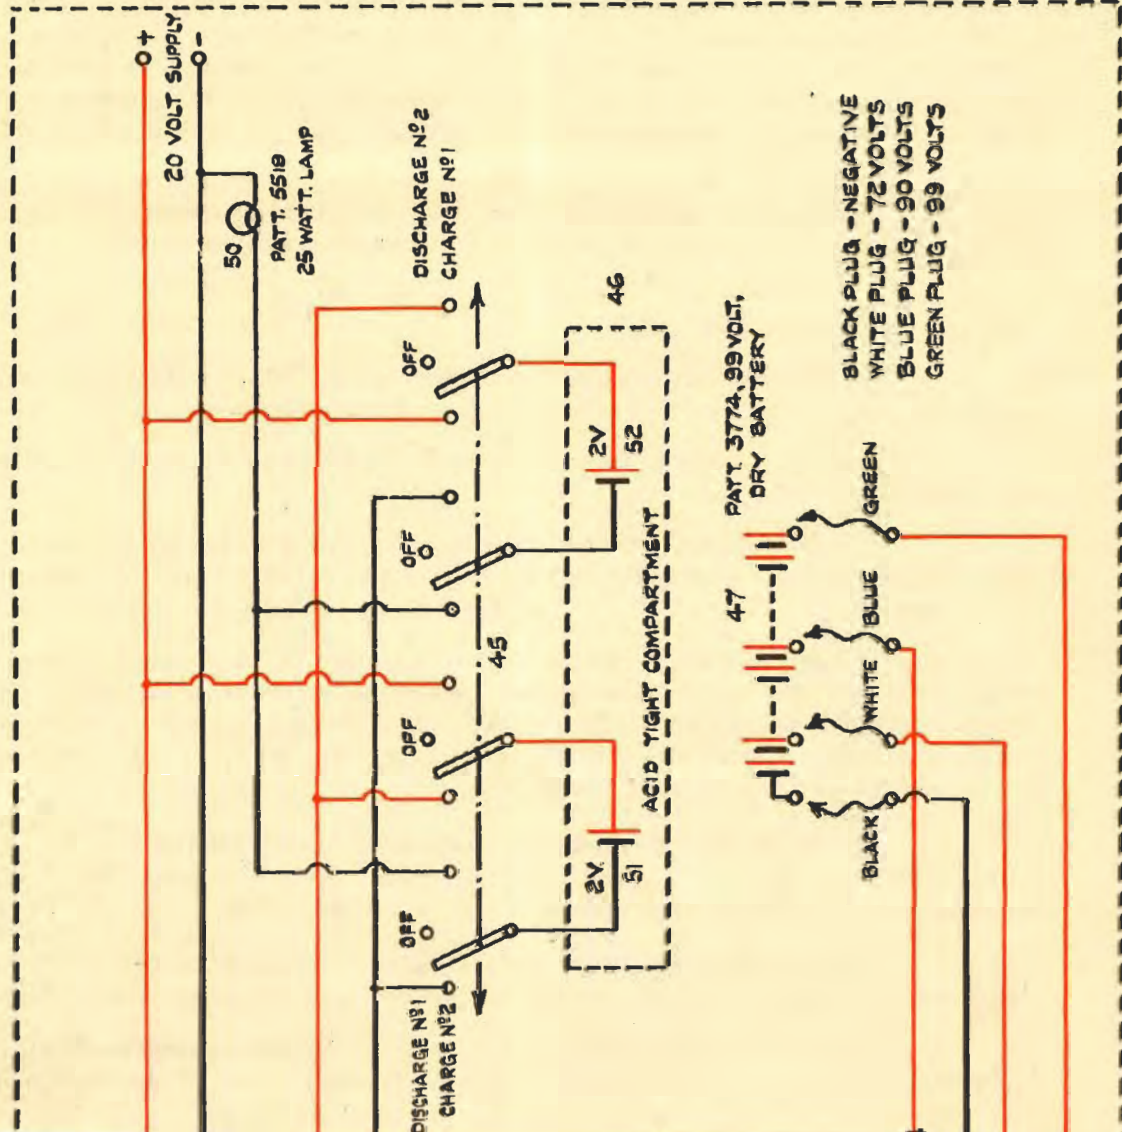 +
20 VOLT SUPPLY
-
50
PATT. 5518
25 WATT. LAMP
DISCHARGE Nº2
CHARGE Nº1
OFF
OFF
OFF
OFF
DISCHARGE Nº1
CHARGE Nº2
45
46
2V
52
2V.
51
ACID TIGHT COMPARTMENT
PATT. 3774, 99 VOLT,
DRY BATTERY
47
BLACK
WHITE
BLUE
GREEN
BLACK PLUG - NEGATIVE
WHITE PLUG - 72 VOLTS
BLUE PLUG - 90 VOLTS
GREEN PLUG - 99 VOLTS